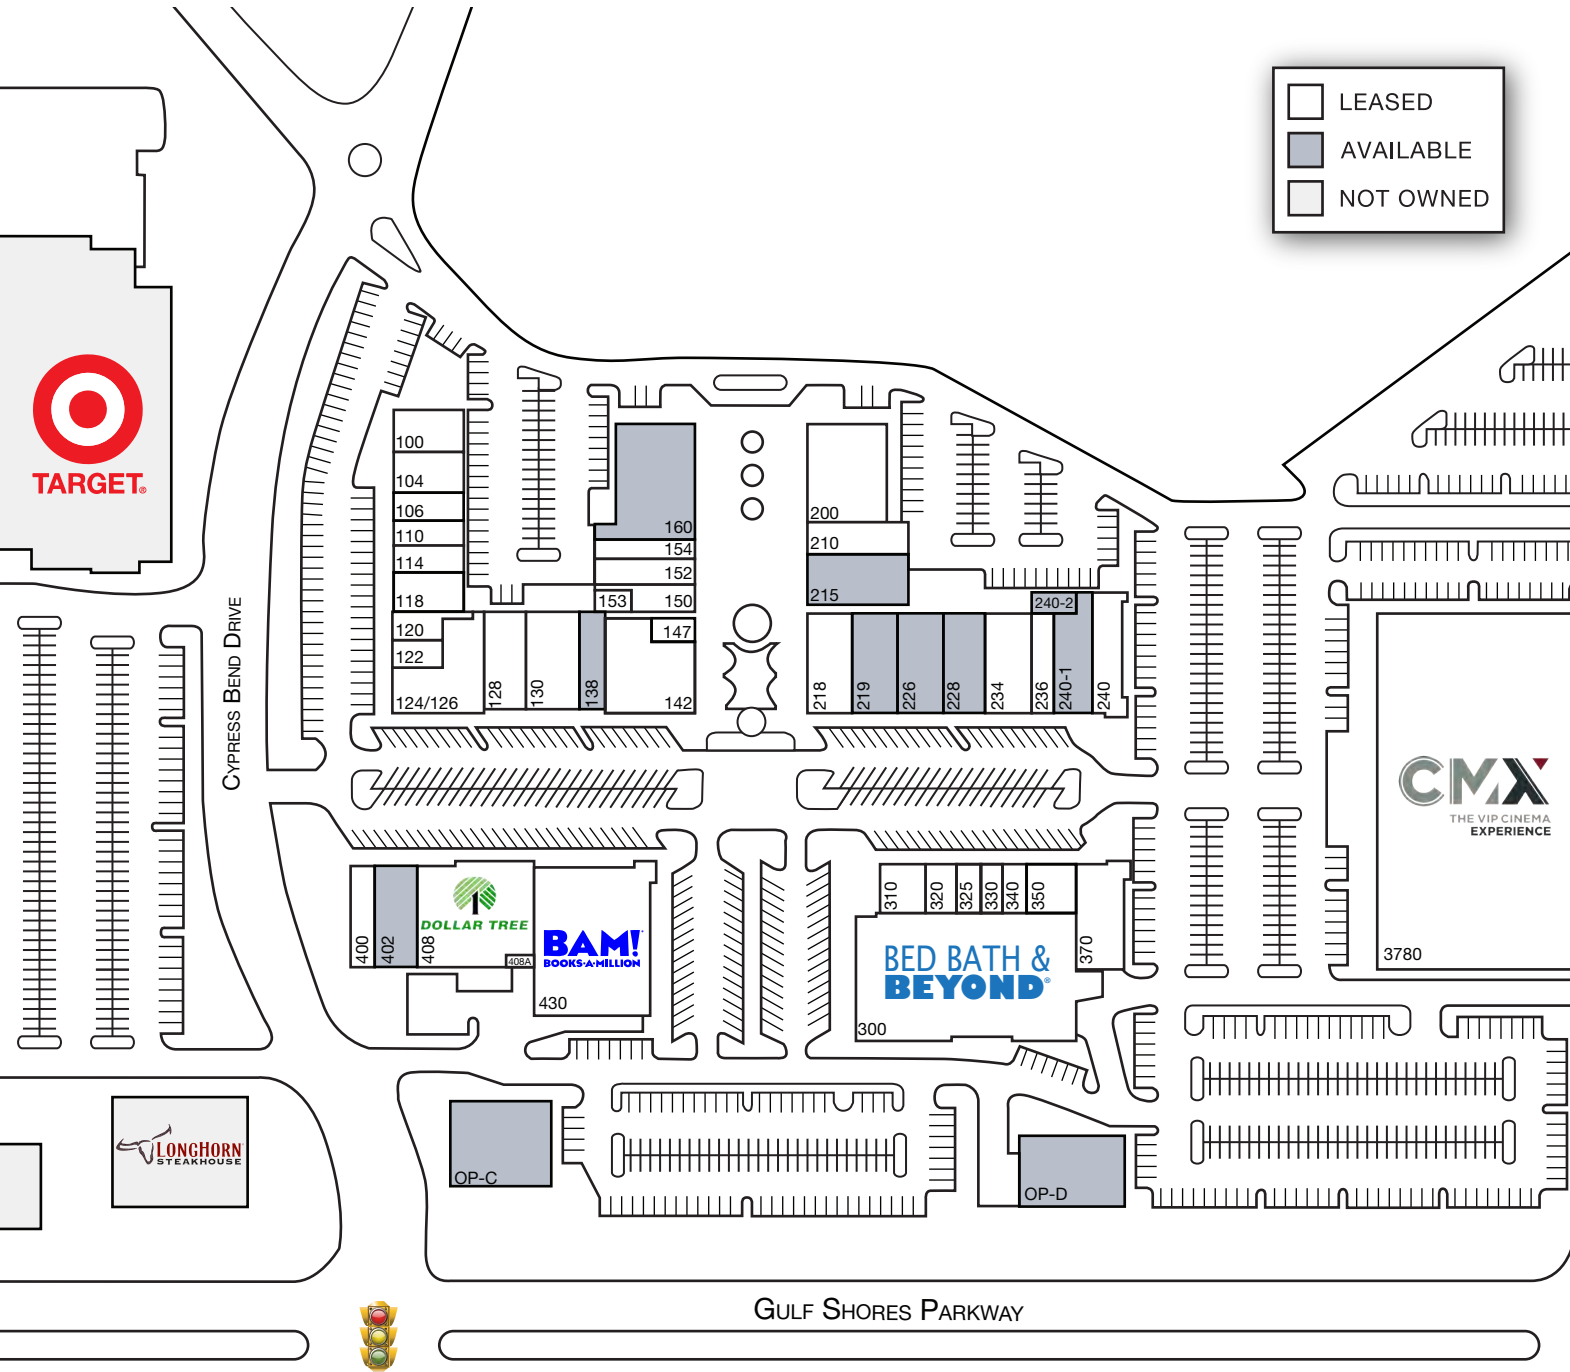 LEASED
AVAILABLE
NOT OWNED
TARGET®
CYPRESS BEND DRIVE
100
104
106
110
114
118
120
122
124/126
128
130
138
142
147
153
150
152
154
160
200
210
215
218
219
226
228
234
236
240-1
240-2
240
CMX
THE VIP CINEMA
EXPERIENCE
3780
400
402
408
DOLLAR TREE
408A
BAM!
BOOKS·A·MILLION
430
310
320
325
330
340
350
370
BED BATH &
BEYOND®
300
LONGHORN
STEAKHOUSE
OP-C
OP-D
GULF SHORES PARKWAY